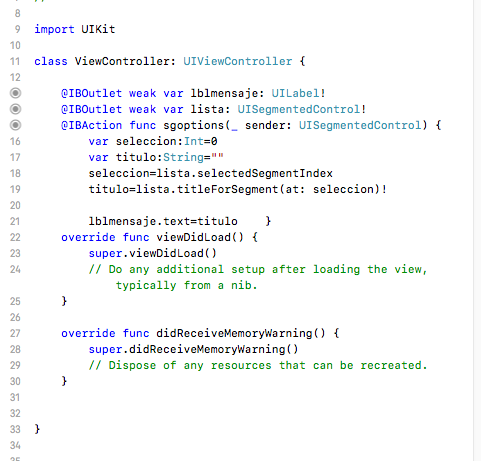 8
9 import UIKit
10
11 class ViewController: UIViewController {
12
@IBOutlet weak var lblmensaje: UILabel!
@IBOutlet weak var lista: UISegmentedControl!
@IBAction func sgoptions(_ sender: UISegmentedControl) {
16 var seleccion:Int=0
17 var titulo:String=""
18 seleccion=lista.selectedSegmentIndex
19 titulo=lista.titleForSegment(at: seleccion)!
20
21 lblmensaje.text=titulo }
22 override func viewDidLoad() {
23 super.viewDidLoad()
24 // Do any additional setup after loading the view,
typically from a nib.
25 }
26
27 override func didReceiveMemoryWarning() {
28 super.didReceiveMemoryWarning()
29 // Dispose of any resources that can be recreated.
30 }
31
32
33 }
34